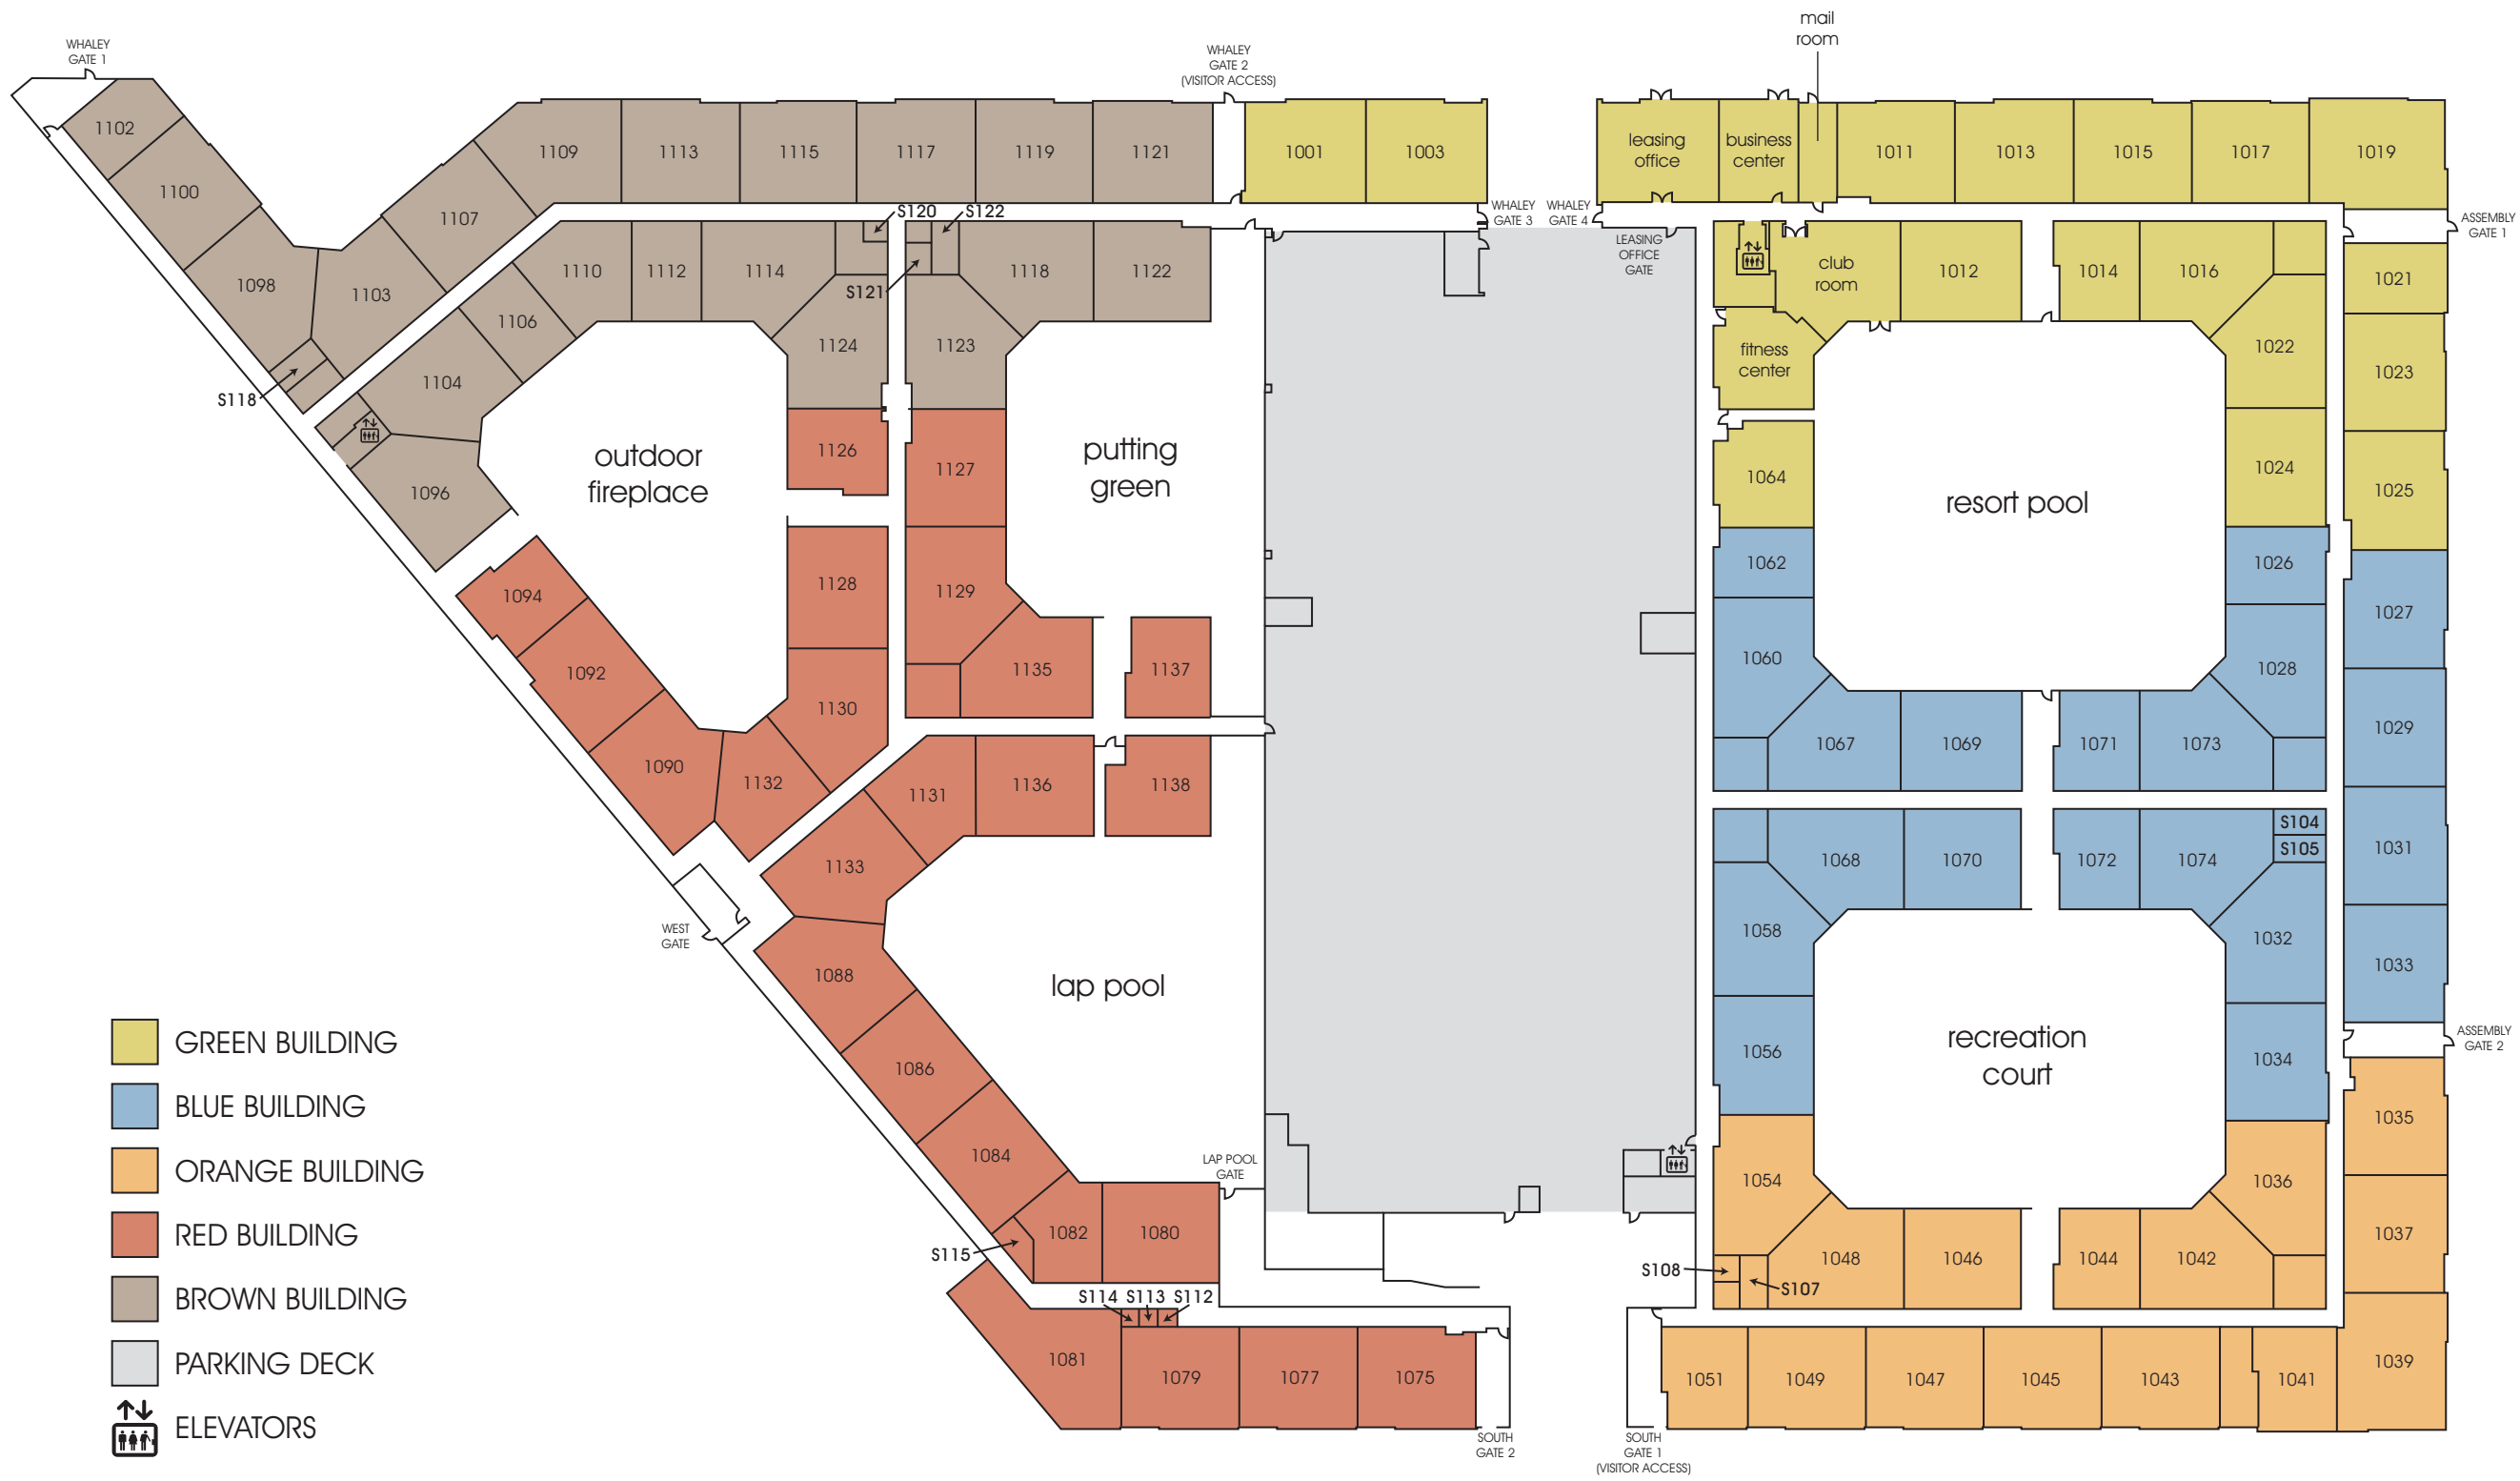 mail
room
WHALEY
GATE 1
WHALEY
GATE 2
(VISITOR ACCESS)
1102
1100
1098
1103
1107
1109
1113
1115
1117
1119
1121
1001
1003
leasing
office
business
center
1011
1013
1015
1017
1019
S120
S122
S121
WHALEY
GATE 3
WHALEY
GATE 4
LEASING
OFFICE
GATE
ASSEMBLY
GATE 1
1110
1112
1114
1118
1122
1106
1104
1124
1123
S118
1096
1126
1127
outdoor
fireplace
putting
green
club
room
1012
1014
1016
1021
1022
1023
fitness
center
1064
1024
1025
resort pool
1094
1092
1090
1132
1128
1130
1129
1135
1137
1062
1026
1027
1060
1028
1029
1067
1069
1071
1073
1131
1136
1138
1133
1088
WEST
GATE
lap pool
1068
1070
1072
1074
S104
S105
1031
1058
1032
1033
1056
recreation
court
1034
ASSEMBLY
GATE 2
1086
1084
1082
1080
LAP POOL
GATE
S115
S114
S113
S112
1081
1079
1077
1075
SOUTH
GATE 2
1054
1036
1035
1037
1048
1046
1044
1042
S108
S107
1039
1051
1049
1047
1045
1043
1041
SOUTH
GATE 1
(VISITOR ACCESS)
GREEN BUILDING
BLUE BUILDING
ORANGE BUILDING
RED BUILDING
BROWN BUILDING
PARKING DECK
ELEVATORS